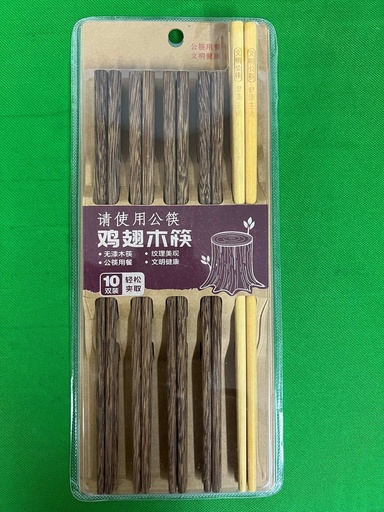 公筷用餐
文明健康
请使用公筷
鸡翅木筷
• 无漆木筷 • 纹理美观
• 公筷用餐 • 文明健康
10双装 轻松夹取